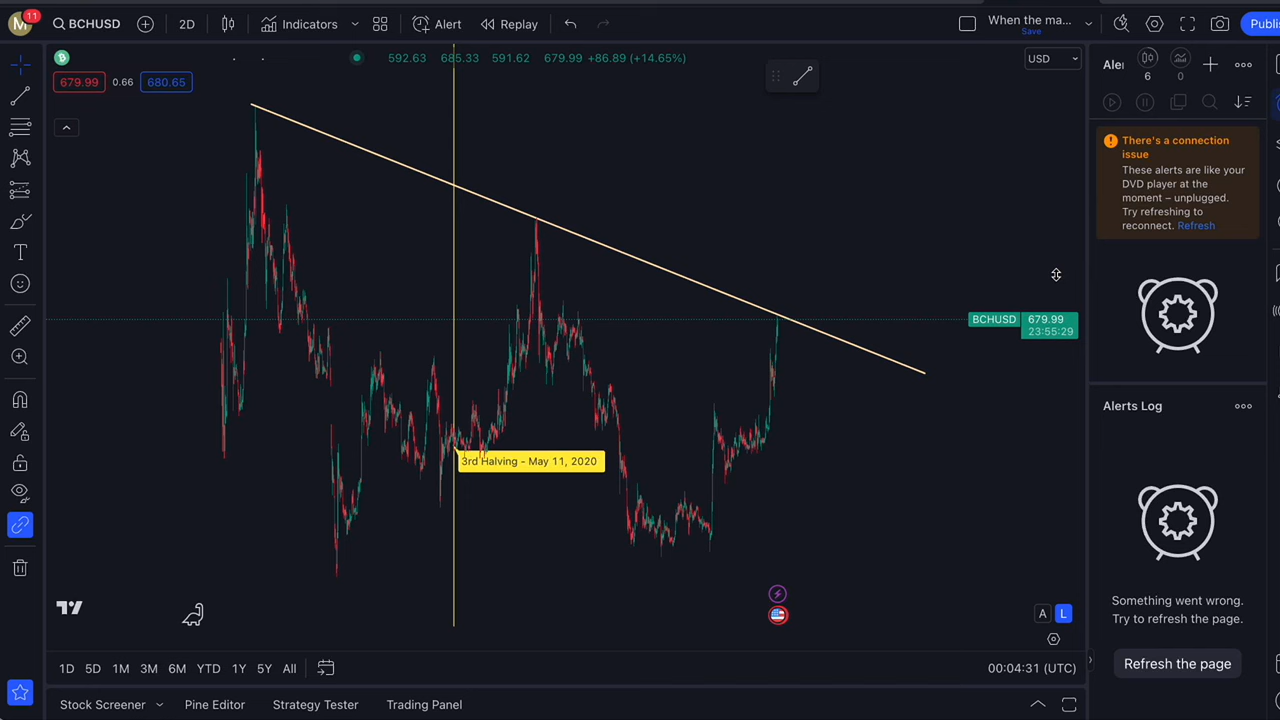 M
11
BCHUSD
2D
Indicators
Alert
Replay
When the ma...
Save
Publi
592.63 685.33 591.62 679.99 +86.89 (+14.65%)
USD
Aler
6
0
679.99
0.66
680.65
There's a connection
issue
These alerts are like your
DVD player at the
moment – unplugged.
Try refreshing to
reconnect. Refresh
BCHUSD
679.99
23:55:29
Alerts Log
3rd Halving - May 11, 2020
Something went wrong.
Try to refresh the page.
Refresh the page
A
L
1D 5D 1M 3M 6M YTD 1Y 5Y All
00:04:31 (UTC)
Stock Screener
Pine Editor
Strategy Tester
Trading Panel